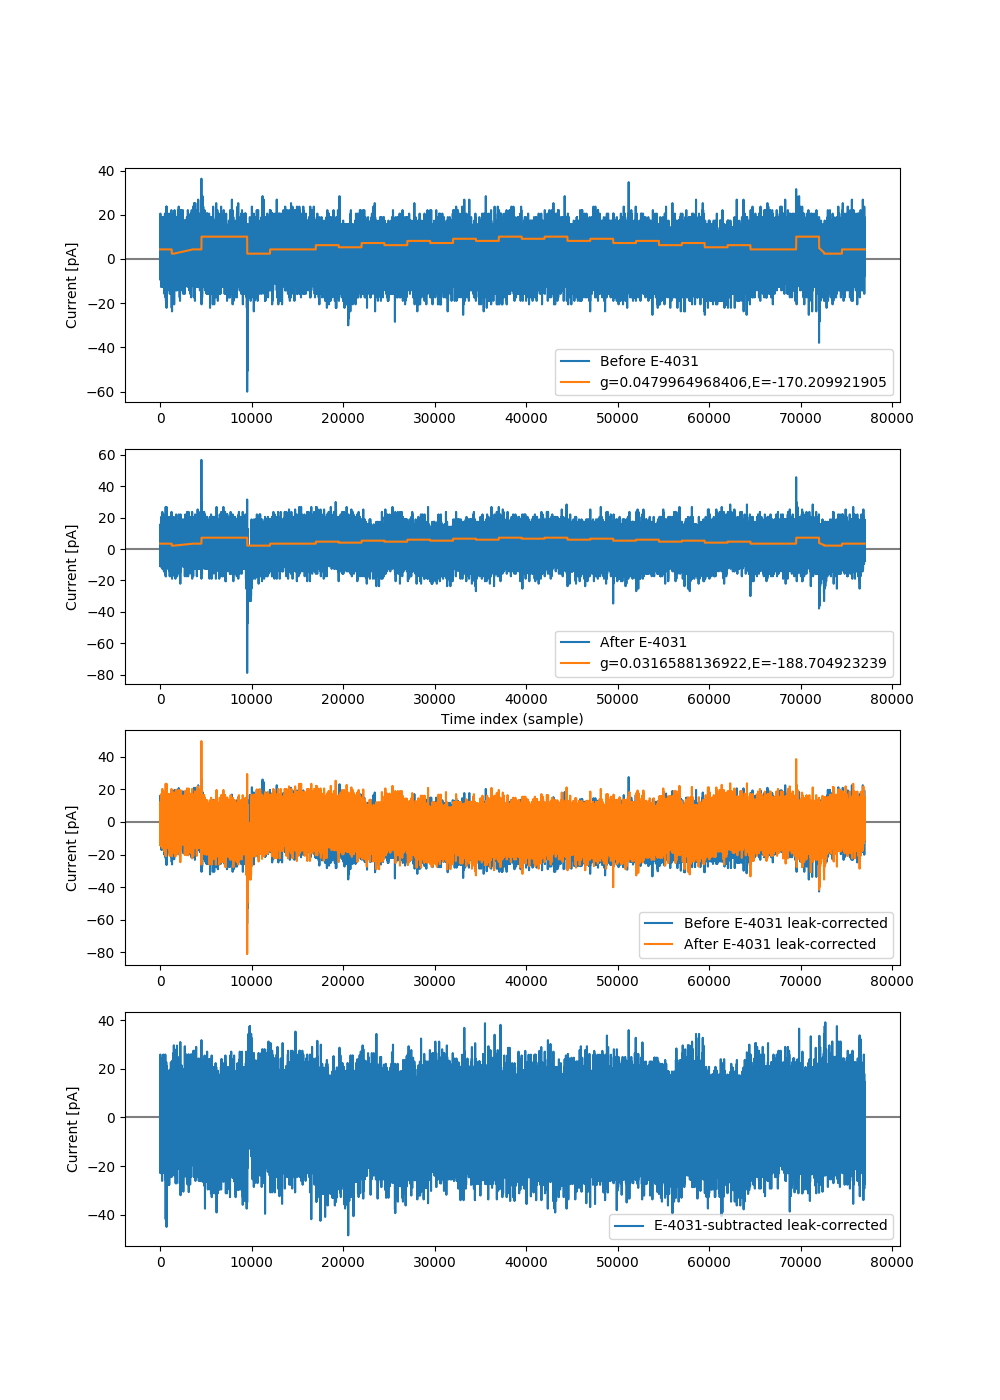 40
20
0
−20
−40
−60
Current [pA]
Before E-4031
g=0.0479964968406,E=-170.209921905
0 10000 20000 30000 40000 50000 60000 70000 80000
60
40
20
0
−20
−40
−60
−80
Current [pA]
After E-4031
g=0.0316588136922,E=-188.704923239
0 10000 20000 30000 40000 50000 60000 70000 80000
Time index (sample)
40
20
0
−20
−40
−60
−80
Current [pA]
Before E-4031 leak-corrected
After E-4031 leak-corrected
0 10000 20000 30000 40000 50000 60000 70000 80000
40
20
0
−20
−40
Current [pA]
E-4031-subtracted leak-corrected
0 10000 20000 30000 40000 50000 60000 70000 80000